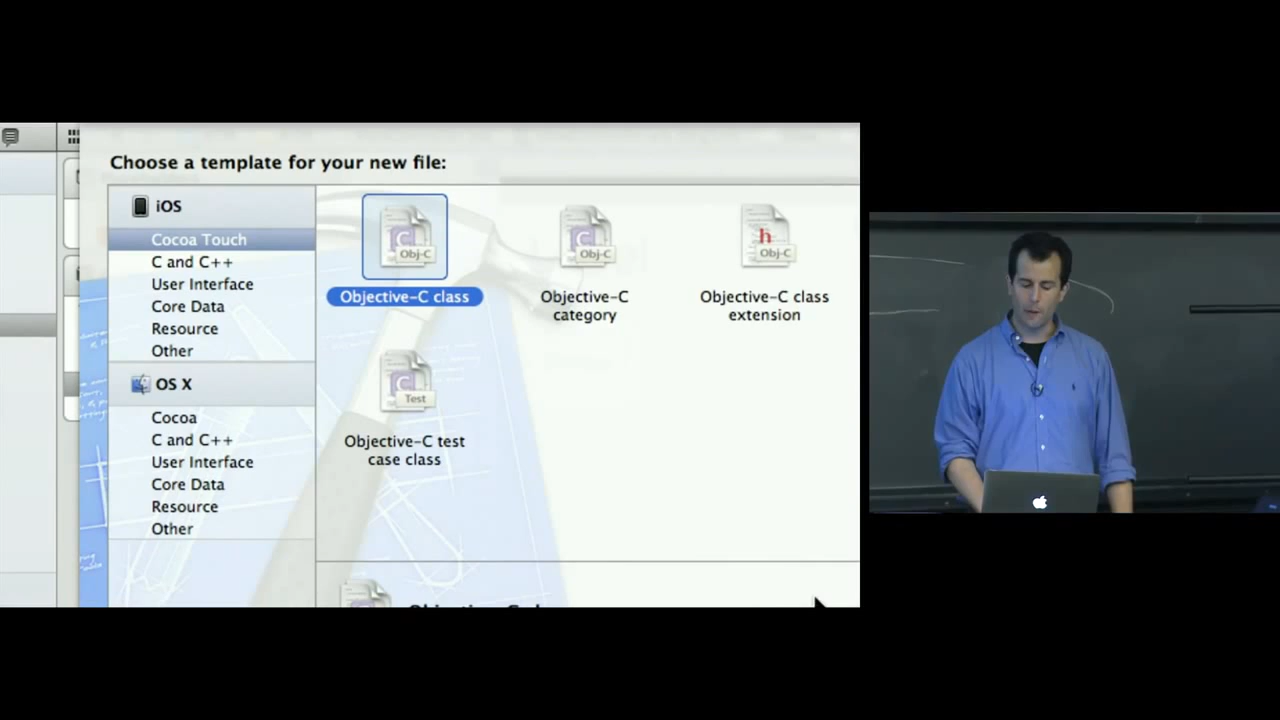 Choose a template for your new file:
iOS
Cocoa Touch
C and C++
User Interface
Core Data
Resource
Other
OS X
Cocoa
C and C++
User Interface
Core Data
Resource
Other
C
Obj-C
Objective-C class
C
Obj-C
Objective-C
category
h
Obj-C
Objective-C class
extension
C
Test
Objective-C test
case class